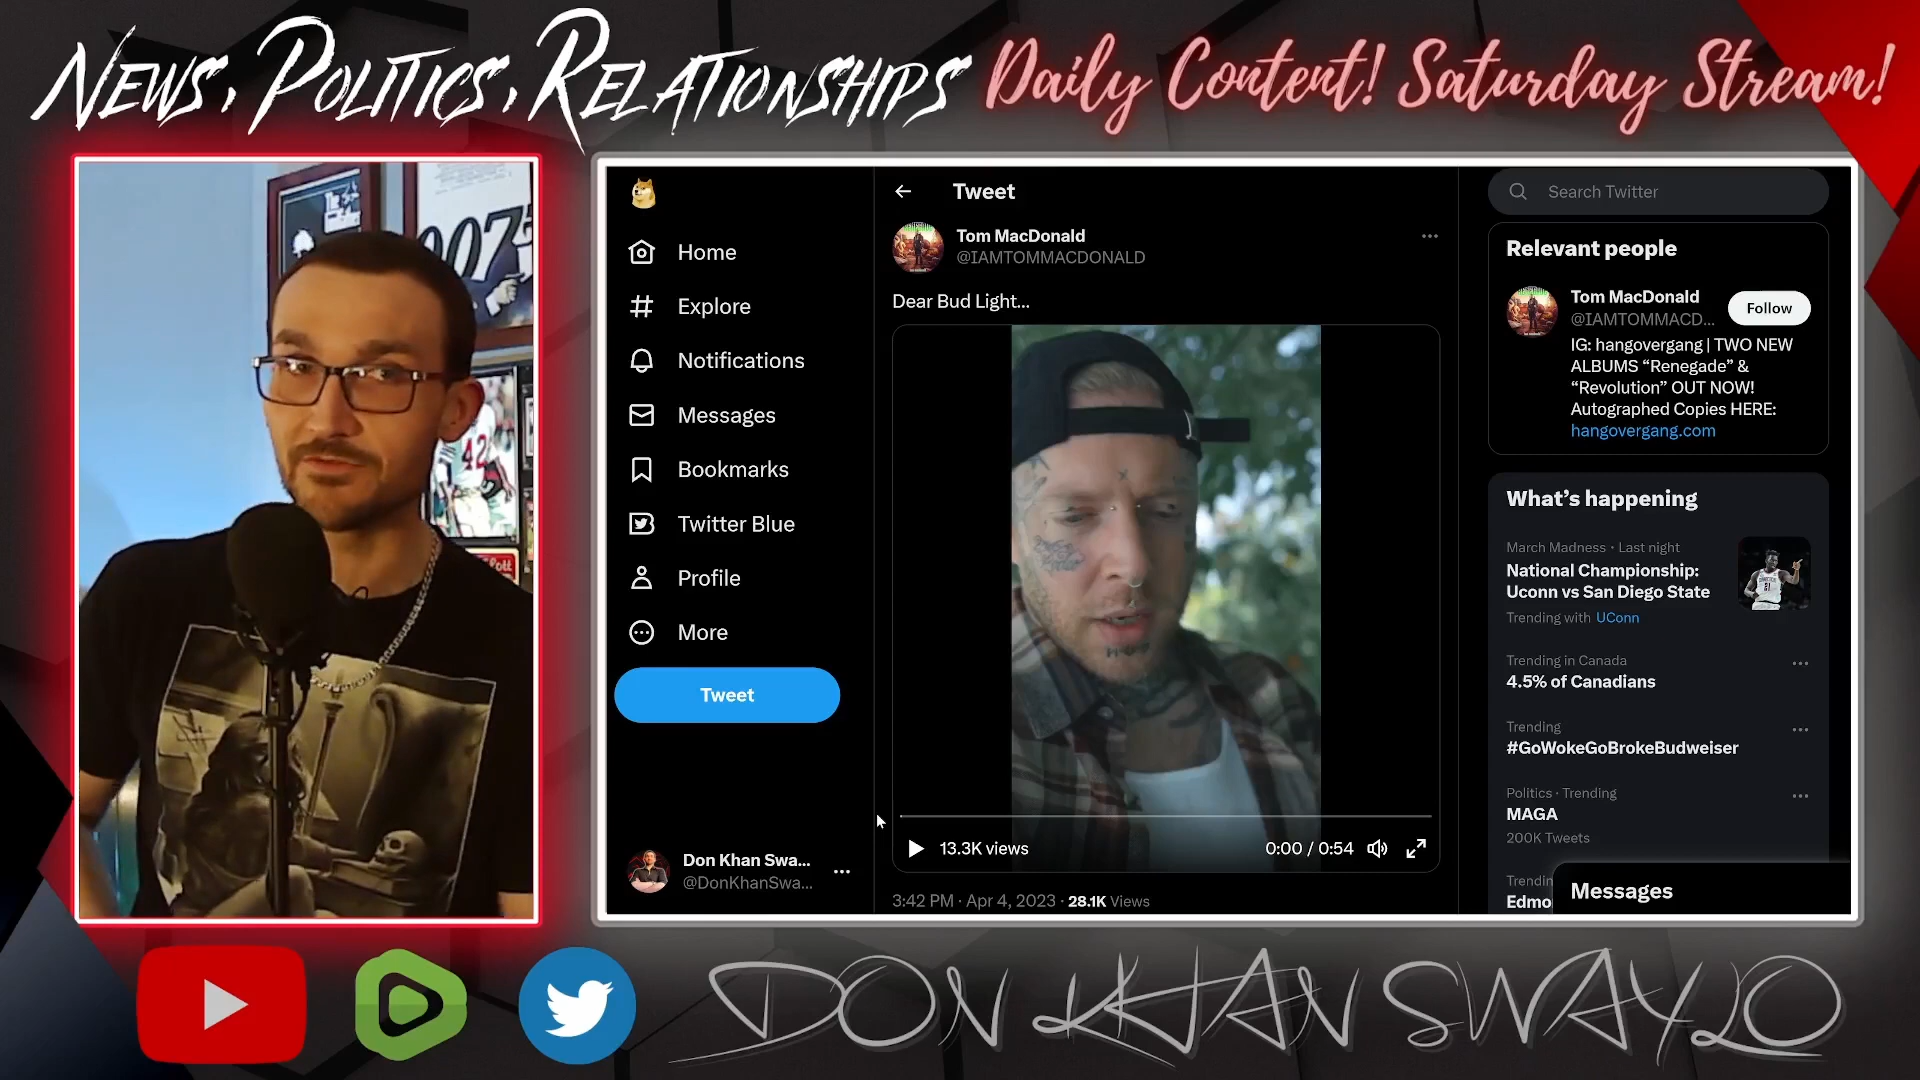 NEWS, POLITICS, RELATIONSHIPS Daily Content! Saturday Stream!
007
42
Home
Explore
Notifications
Messages
Bookmarks
Twitter Blue
Profile
More
Tweet
Don Khan Swa...
@DonKhanSwa...
Tweet
Tom MacDonald
@IAMTOMMACDONALD
Dear Bud Light...
13.3K views
0:00 / 0:54
3:42 PM · Apr 4, 2023 · 28.1K Views
Search Twitter
Relevant people
Tom MacDonald
@IAMTOMMACD...
Follow
IG: hangovergang | TWO NEW
ALBUMS “Renegade” &
“Revolution” OUT NOW!
Autographed Copies HERE:
hangovergang.com
What’s happening
March Madness · Last night
National Championship:
Uconn vs San Diego State
Trending with UConn
Trending in Canada
4.5% of Canadians
Trending
#GoWokeGoBrokeBudweiser
Politics · Trending
MAGA
200K Tweets
Trendin
Edmo
Messages
DON KHAN SWAYLO